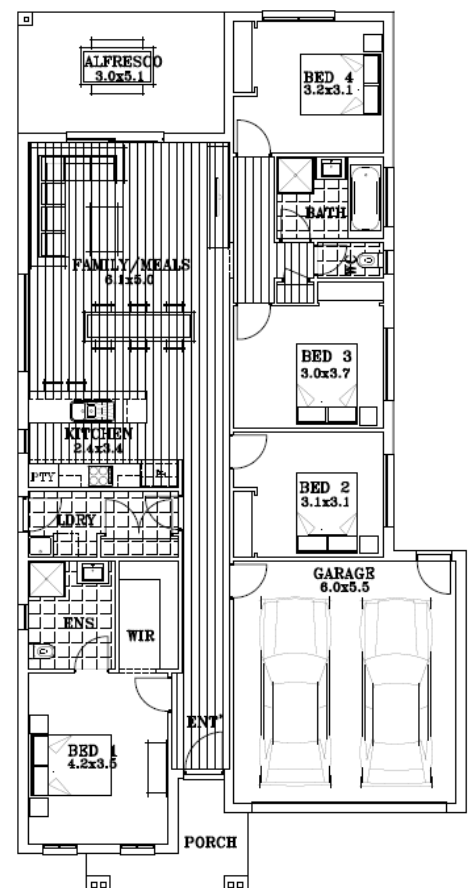 ALFRESCO
3.0x5.1
BED 4
3.2x3.1
BATH
WC
FAMILY/MEALS
6.1x5.0
BED 3
3.0x3.7
KITCHEN
2.4x3.4
PTY
BED 2
3.1x3.1
LDRY
GARAGE
6.0x5.5
ENS
WIR
ENT'
BED 1
4.2x3.5
PORCH